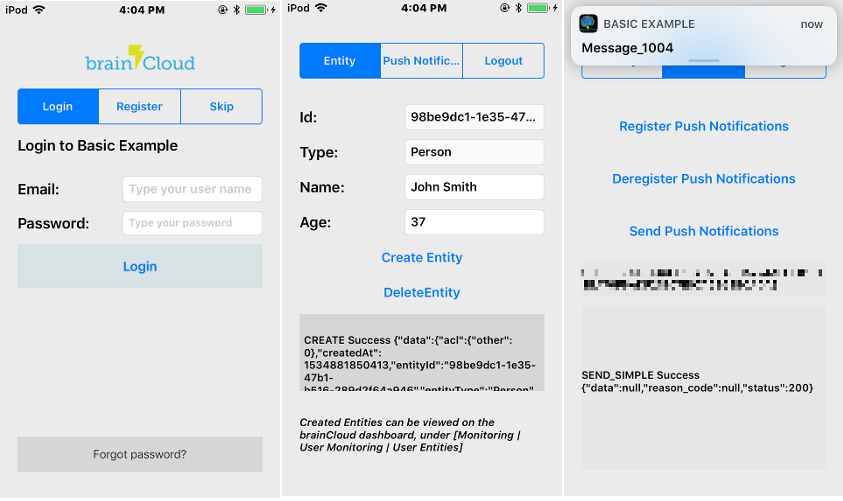 iPod 4:04 PM
brainCloud
Login Register Skip
Login to Basic Example
Email: Type your user name
Password: Type your password
Login
Forgot password?
iPod 4:04 PM
Entity Push Notific... Logout
Id: 98be9dc1-1e35-47...
Type: Person
Name: John Smith
Age: 37
Create Entity
DeleteEntity
CREATE Success {"data":{"acl":{"other":
0},"createdAt":
1534881850413,"entityId":"98be9dc1-1e35-
47b1-
b516-289d2f64a946","entityType":"Person"
Created Entities can be viewed on the
brainCloud dashboard, under [Monitoring |
User Monitoring | User Entities]
BASIC EXAMPLE now
Message_1004
Register Push Notifications
Deregister Push Notifications
Send Push Notifications
SEND_SIMPLE Success
{"data":null,"reason_code":null,"status":200}